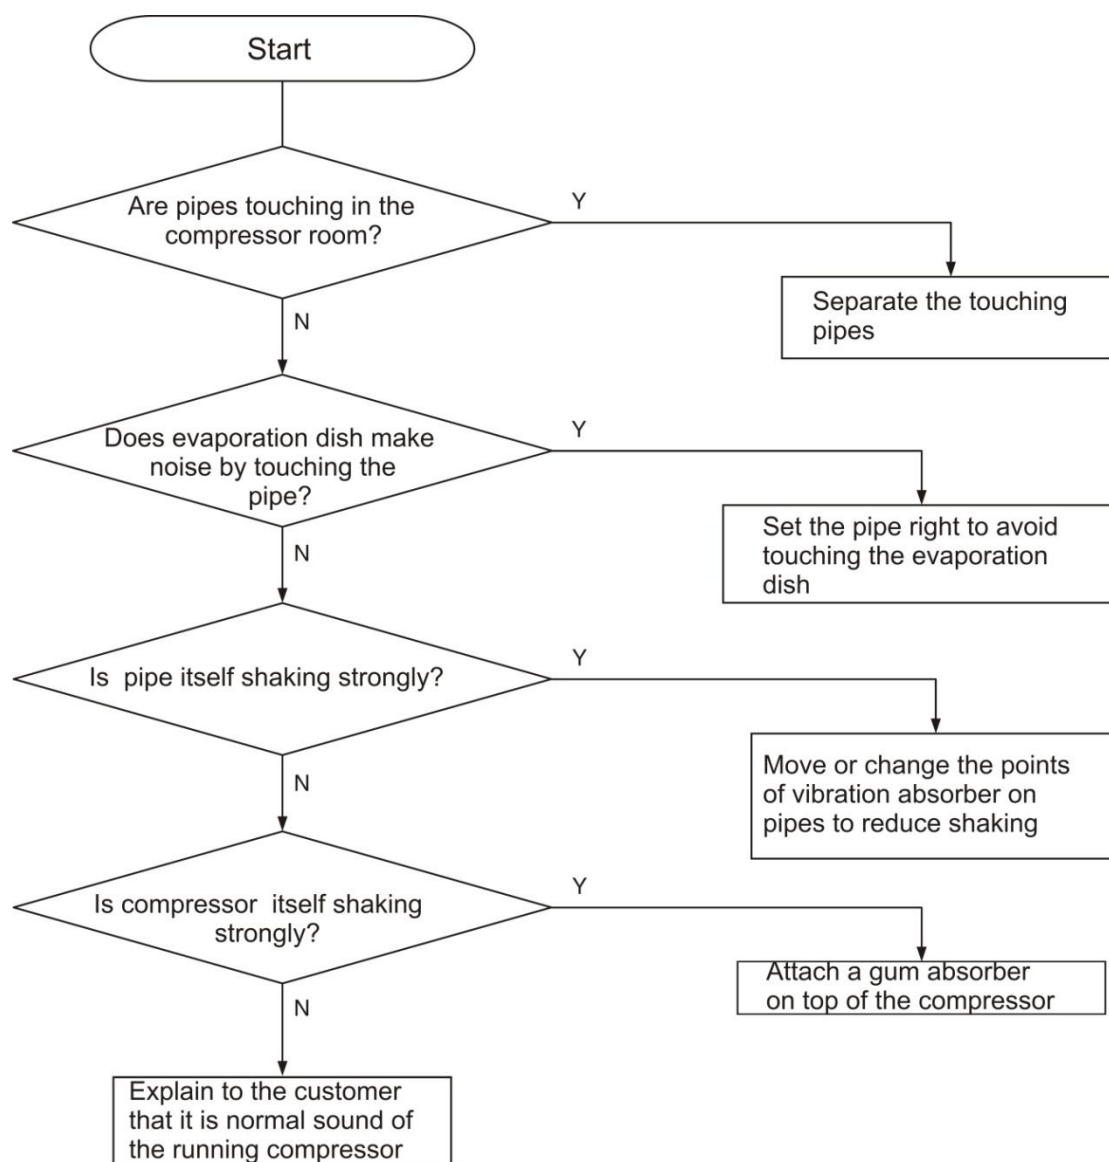 Start
Are pipes touching in the
compressor room?
Y
Separate the touching
pipes
N
Does evaporation dish make
noise by touching the
pipe?
Y
Set the pipe right to avoid
touching the evaporation
dish
N
Is pipe itself shaking strongly?
Y
Move or change the points
of vibration absorber on
pipes to reduce shaking
N
Is compressor itself shaking
strongly?
Y
Attach a gum absorber
on top of the compressor
N
Explain to the customer
that it is normal sound of
the running compressor